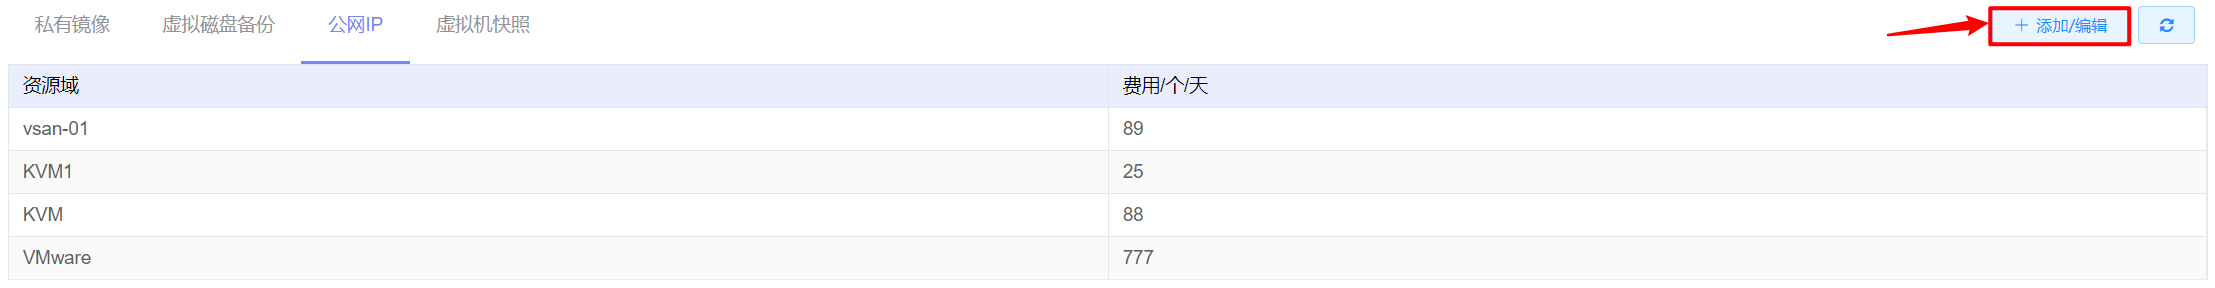 私有镜像 虚拟磁盘备份 公网IP 虚拟机快照 + 添加/编辑
资源域 费用/个/天
vsan-01 89
KVM1 25
KVM 88
VMware 777